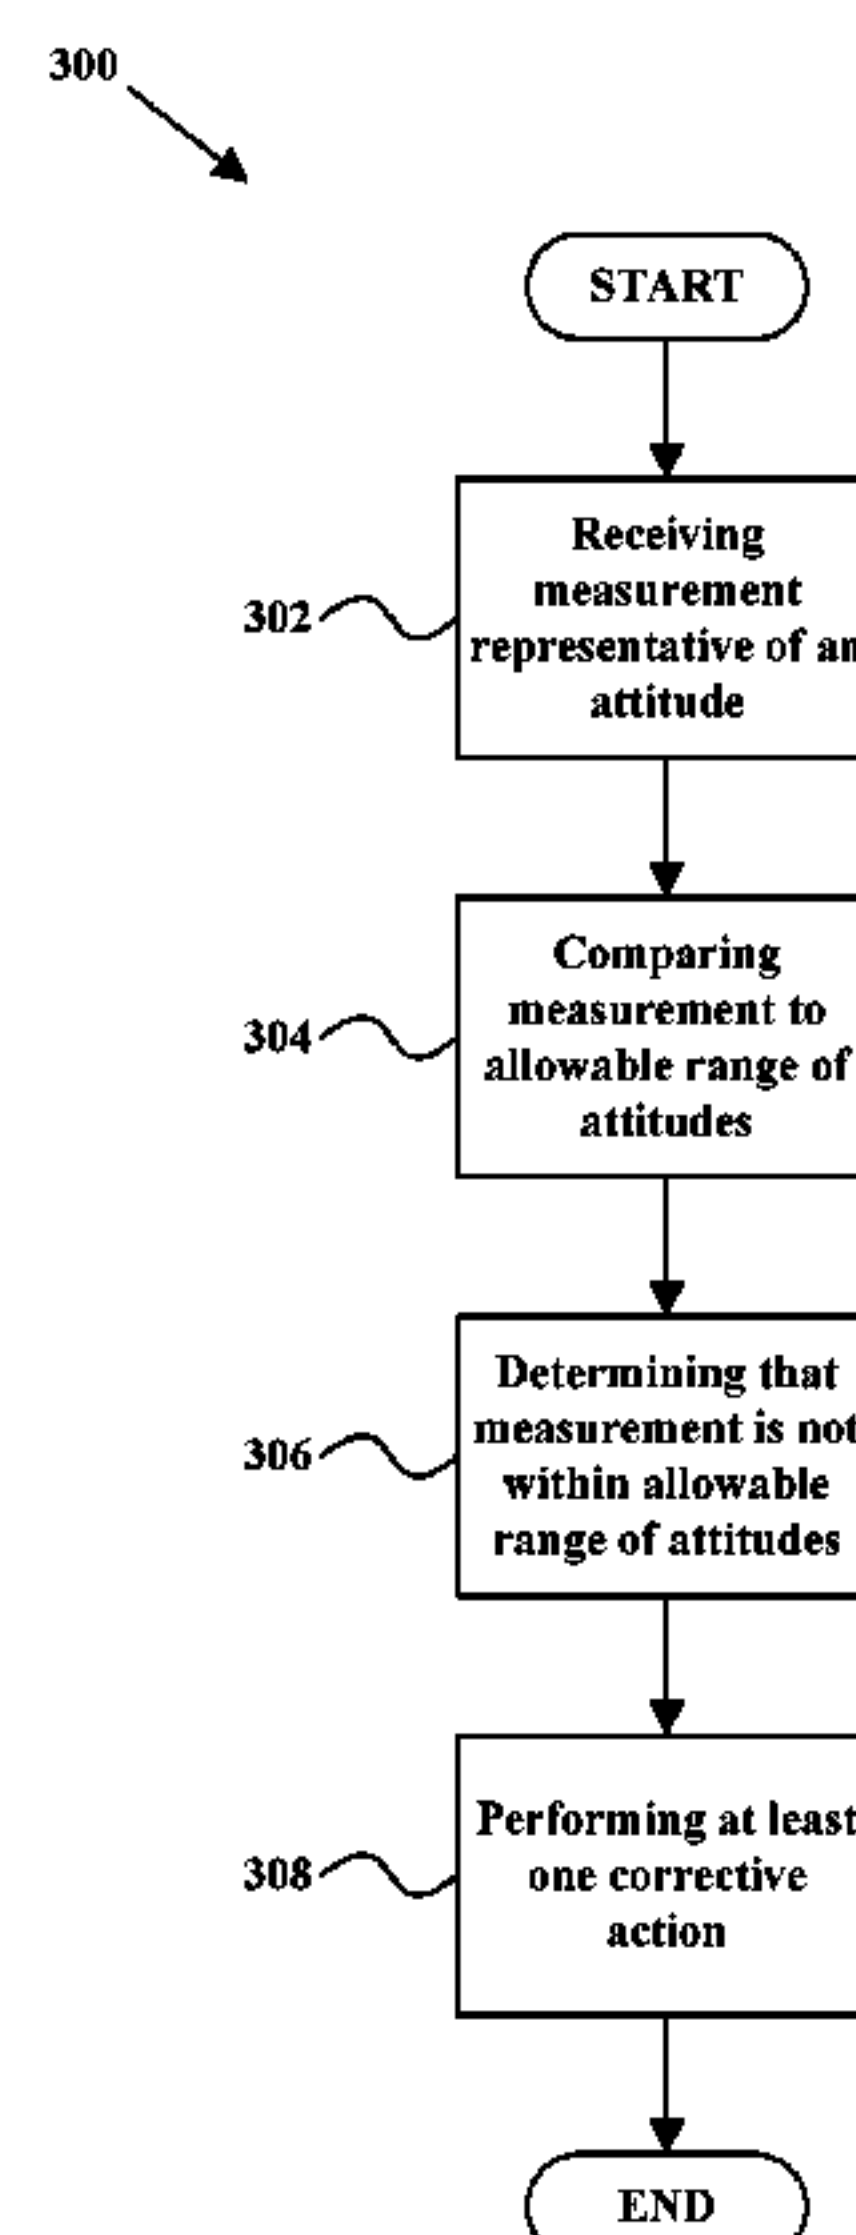 300
START
Receiving
measurement
representative of an
attitude
302
Comparing
measurement to
allowable range of
attitudes
304
Determining that
measurement is not
within allowable
range of attitudes
306
Performing at least
one corrective
action
308
END